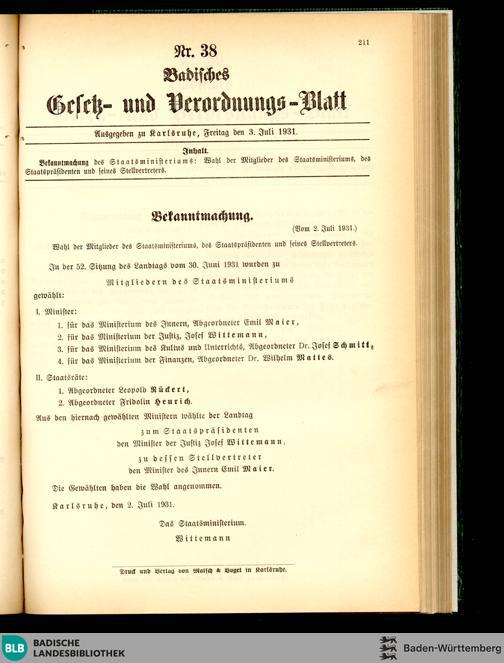 211
Nr. 38
Badisches
Gesetz- und Verordnungs-Blatt
Ausgegeben zu Karlsruhe, Freitag den 3. Juli 1931.
Inhalt.
Bekanntmachung des Staatsministeriums: Wahl der Mitglieder des Staatsministeriums, des
Staatspräsidenten und seines Stellvertreters.
Bekanntmachung.
(Vom 2. Juli 1931.)
Wahl der Mitglieder des Staatsministeriums, des Staatspräsidenten und seines Stellvertreters.
In der 52. Sitzung des Landtags vom 30. Juni 1931 wurden zu
Mitgliedern des Staatsministeriums
gewählt:
I. Minister:
1. für das Ministerium des Innern, Abgeordneter Emil Maier,
2. für das Ministerium der Justiz, Josef Wittemann,
3. für das Ministerium des Kultus und Unterrichts, Abgeordneter Dr. Josef Schmitt,
4. für das Ministerium der Finanzen, Abgeordneter Dr. Wilhelm Mattes.
II. Staatsräte:
1. Abgeordneter Leopold Rückert,
2. Abgeordneter Fridolin Heurich.
Aus den hiernach gewählten Ministern wählte der Landtag
zum Staatspräsidenten
den Minister der Justiz Josef Wittemann,
zu dessen Stellvertreter
den Minister des Innern Emil Maier.
Die Gewählten haben die Wahl angenommen.
Karlsruhe, den 2. Juli 1931.
Das Staatsministerium.
Wittemann
Druck und Verlag von Malsch & Vogel in Karlsruhe.
BLB
BADISCHE
LANDESBIBLIOTHEK
Baden-Württemberg